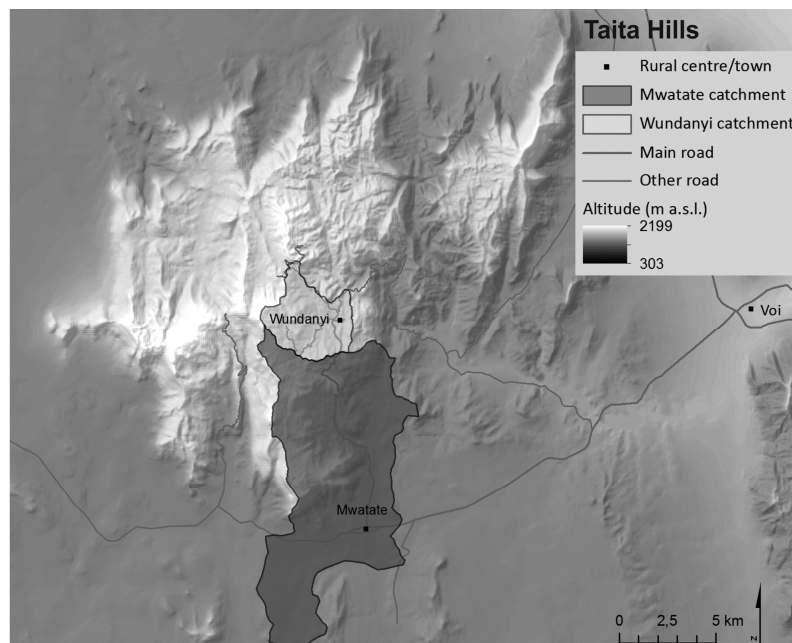 Taita Hills
Rural centre/town
Mwatate catchment
Wundanyi catchment
Main road
Other road
Altitude (m a.s.l.)
2199
303
Wundanyi
Voi
Mwatate
0 2,5 5 km
N